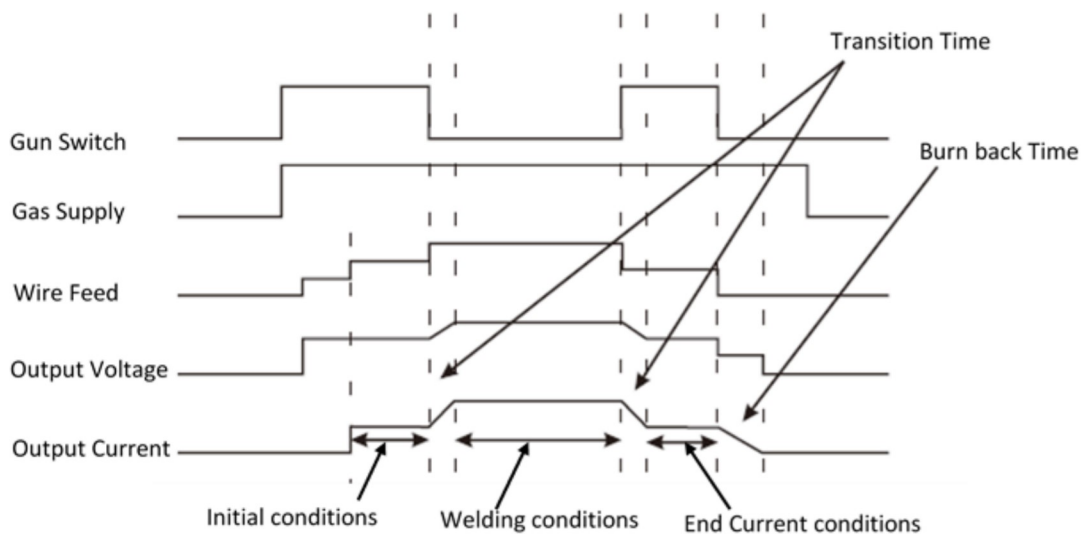 Transition Time
Gun Switch
Burn back Time
Gas Supply
Wire Feed
Output Voltage
Output Current
Initial conditions
Welding conditions
End Current conditions